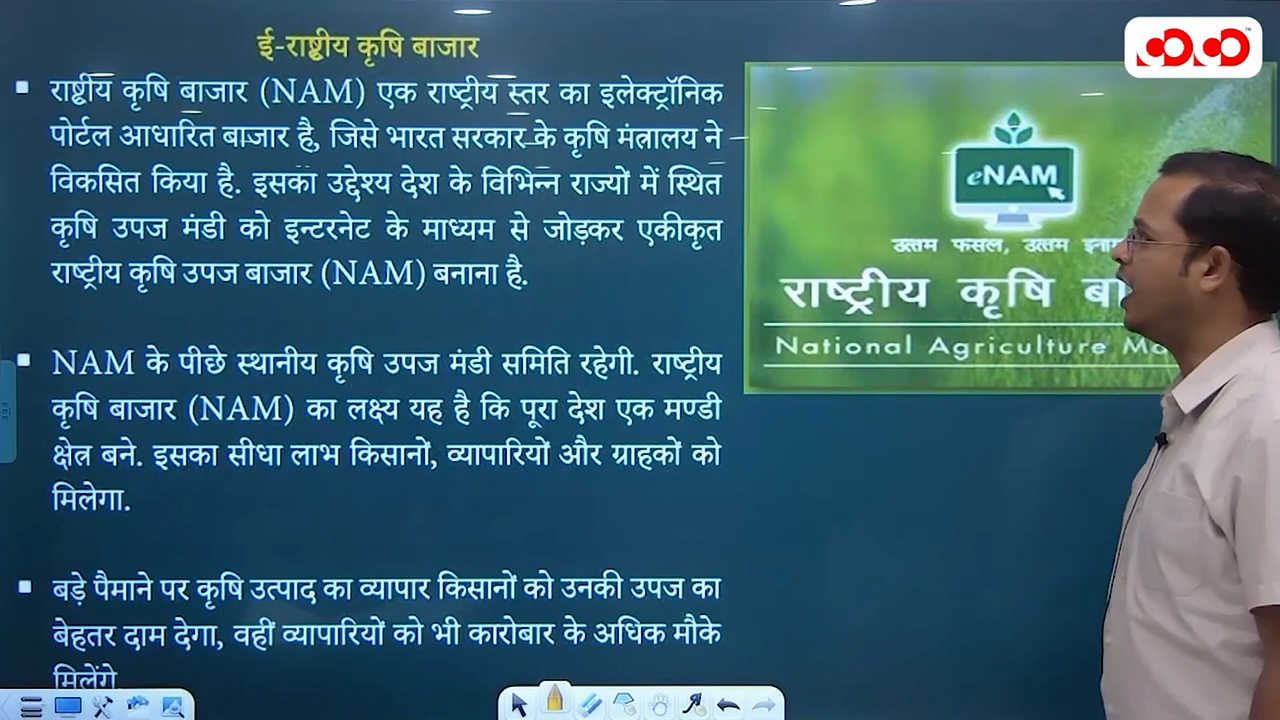 ई-राष्ट्रीय कृषि बाजार
राष्ट्रीय कृषि बाजार (NAM) एक राष्ट्रीय स्तर का इलेक्ट्रॉनिक
पोर्टल आधारित बाजार है, जिसे भारत सरकार के कृषि मंत्रालय ने
विकसित किया है. इसका उद्देश्य देश के विभिन्न राज्यों में स्थित
कृषि उपज मंडी को इन्टरनेट के माध्यम से जोड़कर एकीकृत
राष्ट्रीय कृषि उपज बाजार (NAM) बनाना है.
NAM के पीछे स्थानीय कृषि उपज मंडी समिति रहेगी. राष्ट्रीय
कृषि बाजार (NAM) का लक्ष्य यह है कि पूरा देश एक मण्डी
क्षेत्र बने. इसका सीधा लाभ किसानों, व्यापारियों और ग्राहकों को
मिलेगा.
बड़े पैमाने पर कृषि उत्पाद का व्यापार किसानों को उनकी उपज का
बेहतर दाम देगा, वहीं व्यापारियों को भी कारोबार के अधिक मौके
मिलेंगे.
eNAM
उत्तम फसल, उत्तम
राष्ट्रीय कृषि
National Agriculture